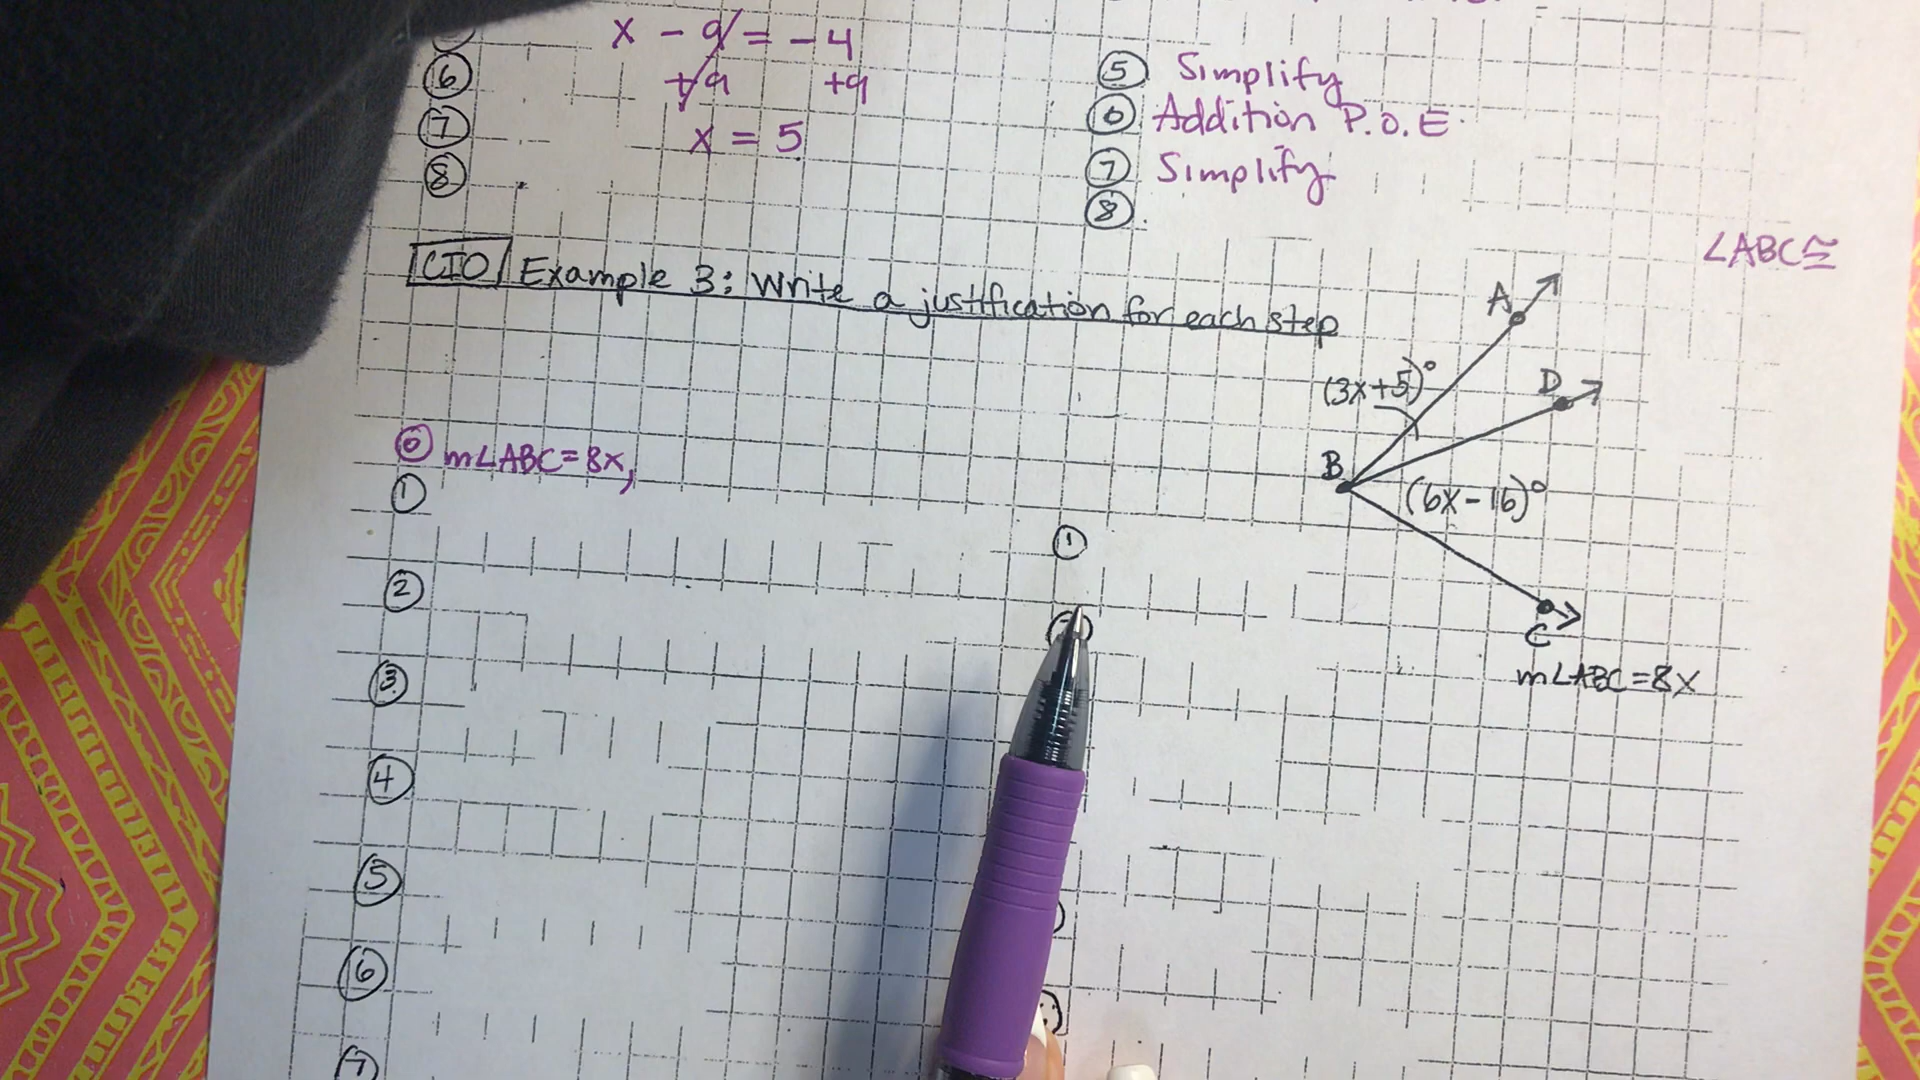 x - 9 = -4
⑥ +9 +9
⑦ x = 5
⑧
⑤ Simplify
⑥ Addition P.O.E.
⑦ Simplify
⑧
∠ABC≅
CIO Example 3: Write a justification for each step
A
(3x+5)°
D
B
(6x-16)°
C
m∠ABC=8x
⓪ m∠ABC=8x,
①
①
②
③
④
⑤
⑥
⑦